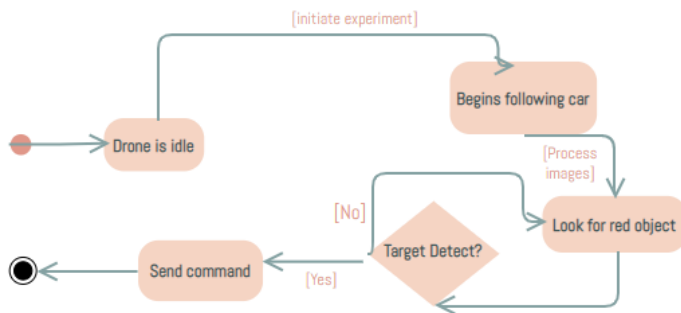 [initiate experiment]
Begins following car
Drone is idle
[Process
images]
[No]
Look for red object
Target Detect?
Send command
[Yes]